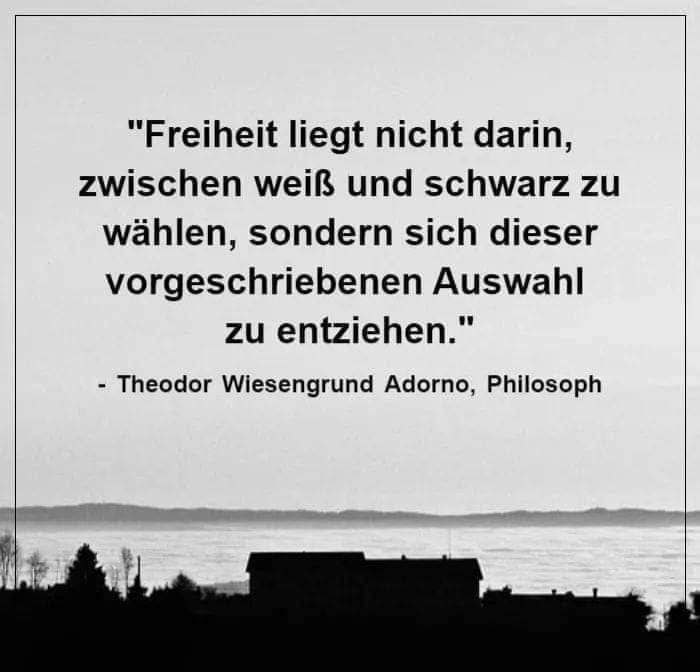 "Freiheit liegt nicht darin,
zwischen weiß und schwarz zu
wählen, sondern sich dieser
vorgeschriebenen Auswahl
zu entziehen."
- Theodor Wiesengrund Adorno, Philosoph